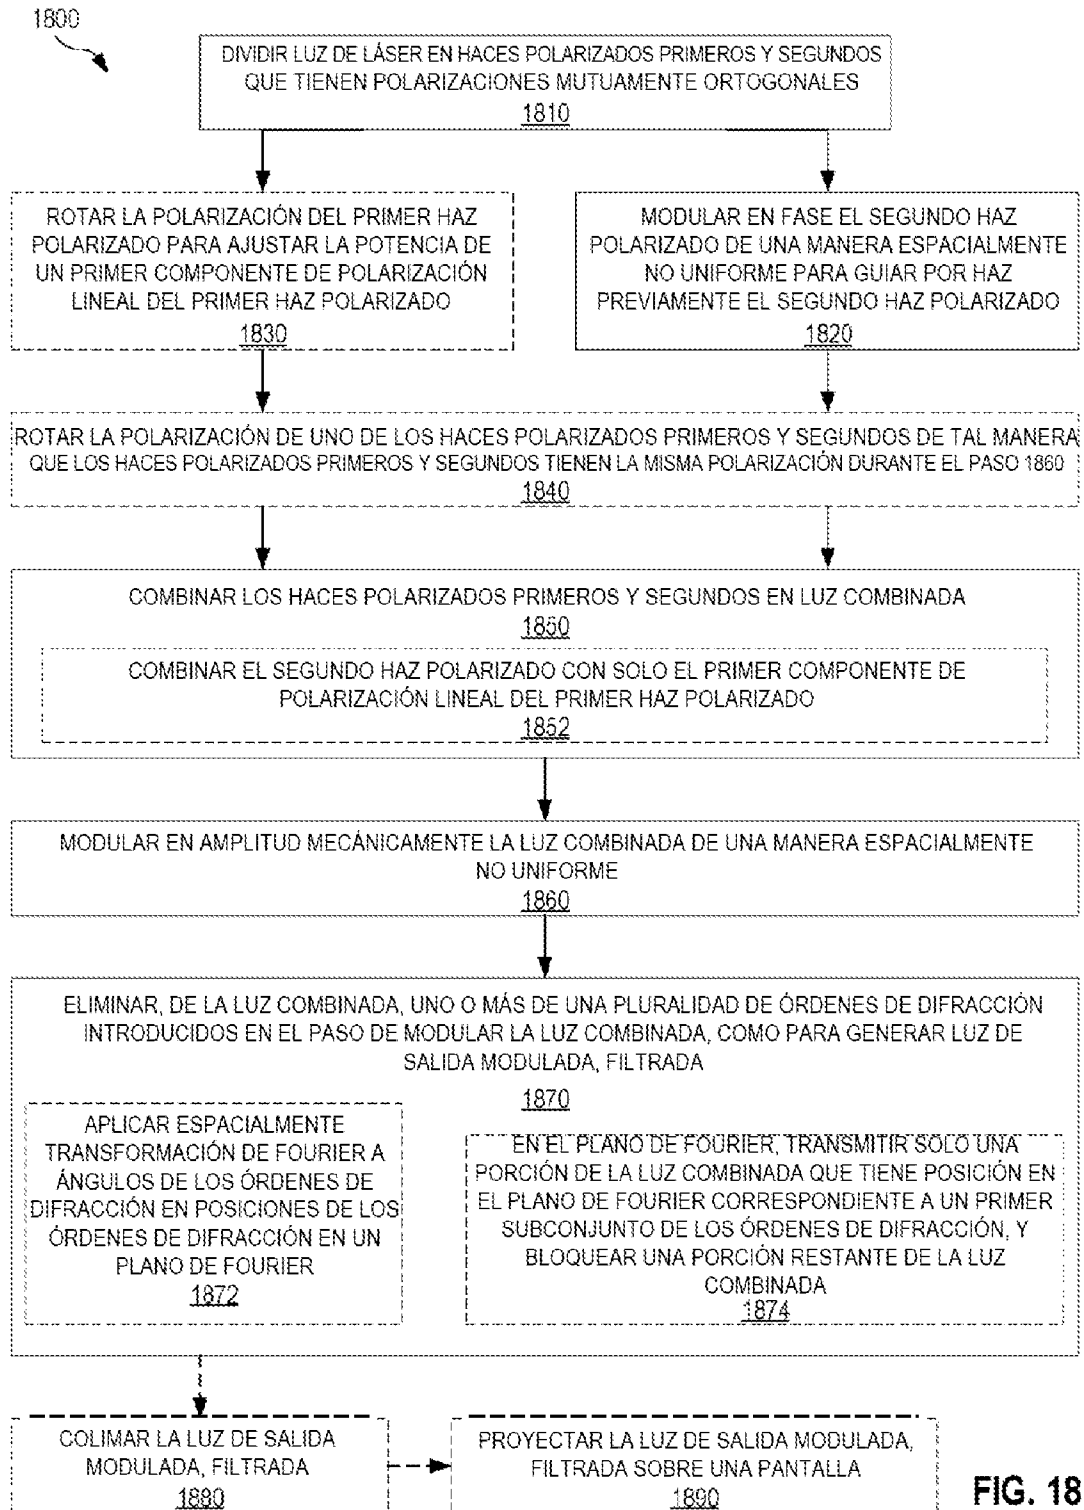 1800
DIVIDIR LUZ DE LÁSER EN HACES POLARIZADOS PRIMEROS Y SEGUNDOS
QUE TIENEN POLARIZACIONES MUTUAMENTE ORTOGONALES
1810
ROTAR LA POLARIZACIÓN DEL PRIMER HAZ
POLARIZADO PARA AJUSTAR LA POTENCIA DE
UN PRIMER COMPONENTE DE POLARIZACIÓN
LINEAL DEL PRIMER HAZ POLARIZADO
1830
MODULAR EN FASE EL SEGUNDO HAZ
POLARIZADO DE UNA MANERA ESPACIALMENTE
NO UNIFORME PARA GUIAR POR HAZ
PREVIAMENTE EL SEGUNDO HAZ POLARIZADO
1820
ROTAR LA POLARIZACIÓN DE UNO DE LOS HACES POLARIZADOS PRIMEROS Y SEGUNDOS DE TAL MANERA
QUE LOS HACES POLARIZADOS PRIMEROS Y SEGUNDOS TIENEN LA MISMA POLARIZACIÓN DURANTE EL PASO 1860
1840
COMBINAR LOS HACES POLARIZADOS PRIMEROS Y SEGUNDOS EN LUZ COMBINADA
1850
COMBINAR EL SEGUNDO HAZ POLARIZADO CON SOLO EL PRIMER COMPONENTE DE
POLARIZACIÓN LINEAL DEL PRIMER HAZ POLARIZADO
1852
MODULAR EN AMPLITUD MECÁNICAMENTE LA LUZ COMBINADA DE UNA MANERA ESPACIALMENTE
NO UNIFORME
1860
ELIMINAR, DE LA LUZ COMBINADA, UNO O MÁS DE UNA PLURALIDAD DE ÓRDENES DE DIFRACCIÓN
INTRODUCIDOS EN EL PASO DE MODULAR LA LUZ COMBINADA, COMO PARA GENERAR LUZ DE
SALIDA MODULADA, FILTRADA
1870
APLICAR ESPACIALMENTE
TRANSFORMACIÓN DE FOURIER A
ÁNGULOS DE LOS ÓRDENES DE
DIFRACCIÓN EN POSICIONES DE LOS
ÓRDENES DE DIFRACCIÓN EN UN
PLANO DE FOURIER
1872
EN EL PLANO DE FOURIER, TRANSMITIR SOLO UNA
PORCIÓN DE LA LUZ COMBINADA QUE TIENE POSICIÓN EN
EL PLANO DE FOURIER CORRESPONDIENTE A UN PRIMER
SUBCONJUNTO DE LOS ÓRDENES DE DIFRACCIÓN, Y
BLOQUEAR UNA PORCIÓN RESTANTE DE LA LUZ
COMBINADA
1874
COLIMAR LA LUZ DE SALIDA
MODULADA, FILTRADA
1880
PROYECTAR LA LUZ DE SALIDA MODULADA,
FILTRADA SOBRE UNA PANTALLA
1890
FIG. 18